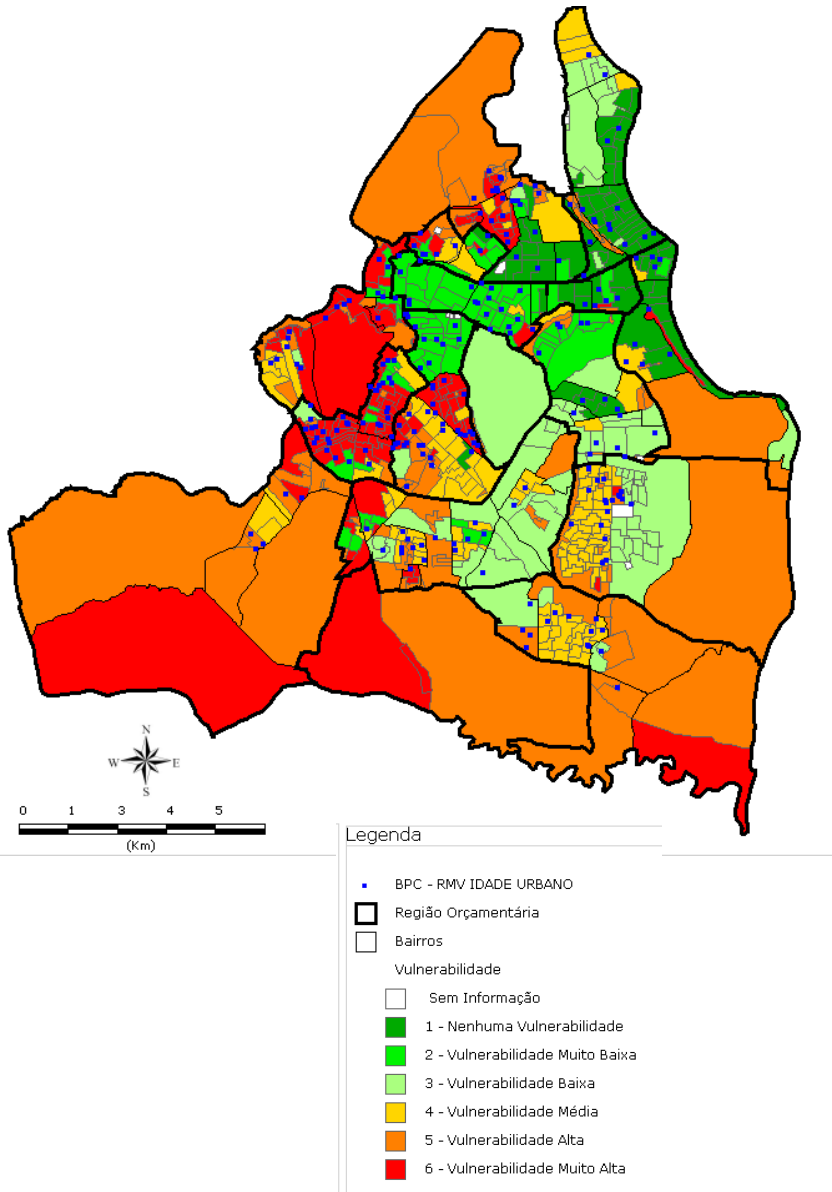 N
W E
S
0 1 2 3 4 5
(Km)
Legenda
BPC - RMV IDADE URBANO
Região Orçamentária
Bairros
Vulnerabilidade
Sem Informação
1 - Nenhuma Vulnerabilidade
2 - Vulnerabilidade Muito Baixa
3 - Vulnerabilidade Baixa
4 - Vulnerabilidade Média
5 - Vulnerabilidade Alta
6 - Vulnerabilidade Muito Alta